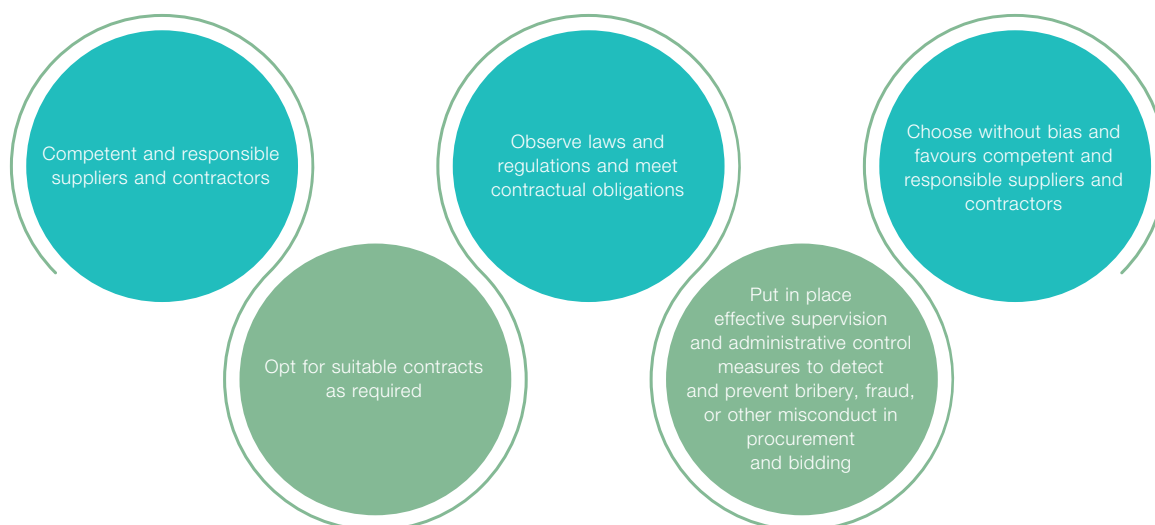 Competent and responsible
suppliers and contractors
Opt for suitable contracts
as required
Observe laws and
regulations and meet
contractual obligations
Put in place
effective supervision
and administrative control
measures to detect
and prevent bribery, fraud,
or other misconduct in
procurement
and bidding
Choose without bias and
favours competent and
responsible suppliers and
contractors